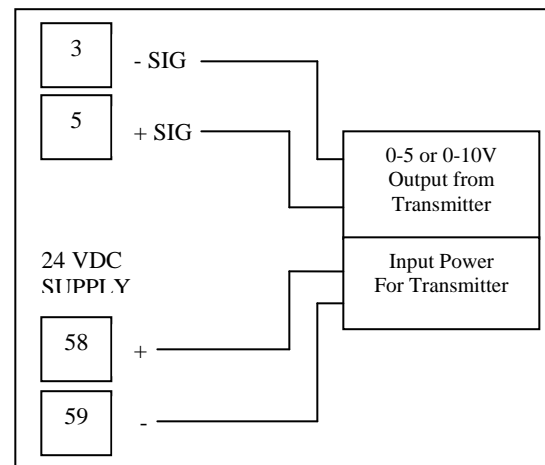 3
- SIG
5
+ SIG
0-5 or 0-10V
Output from
Transmitter
24 VDC
SUPPLY
Input Power
For Transmitter
58
+
59
-